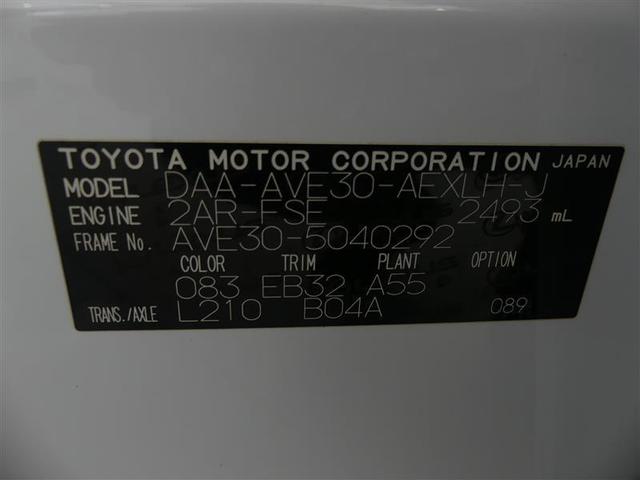 TOYOTA MOTOR CORPORATION JAPAN
MODEL DAA-AVE30-AEXLH-J
ENGINE 2AR-FSE 2493 mL
FRAME No. AVE30-5040292
COLOR TRIM PLANT OPTION
083 EB32 A55
TRANS./AXLE L210 B04A 089